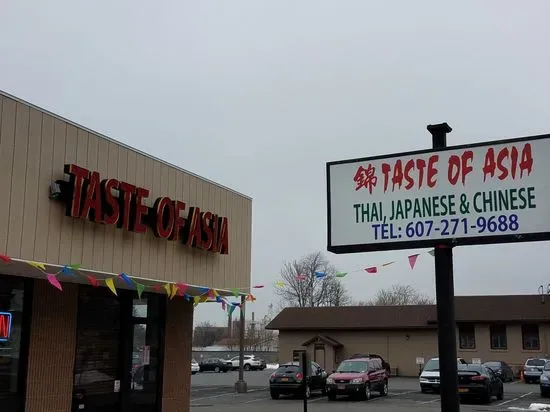 TASTE OF ASIA
錦 TASTE OF ASIA
THAI, JAPANESE & CHINESE
TEL: 607-271-9688